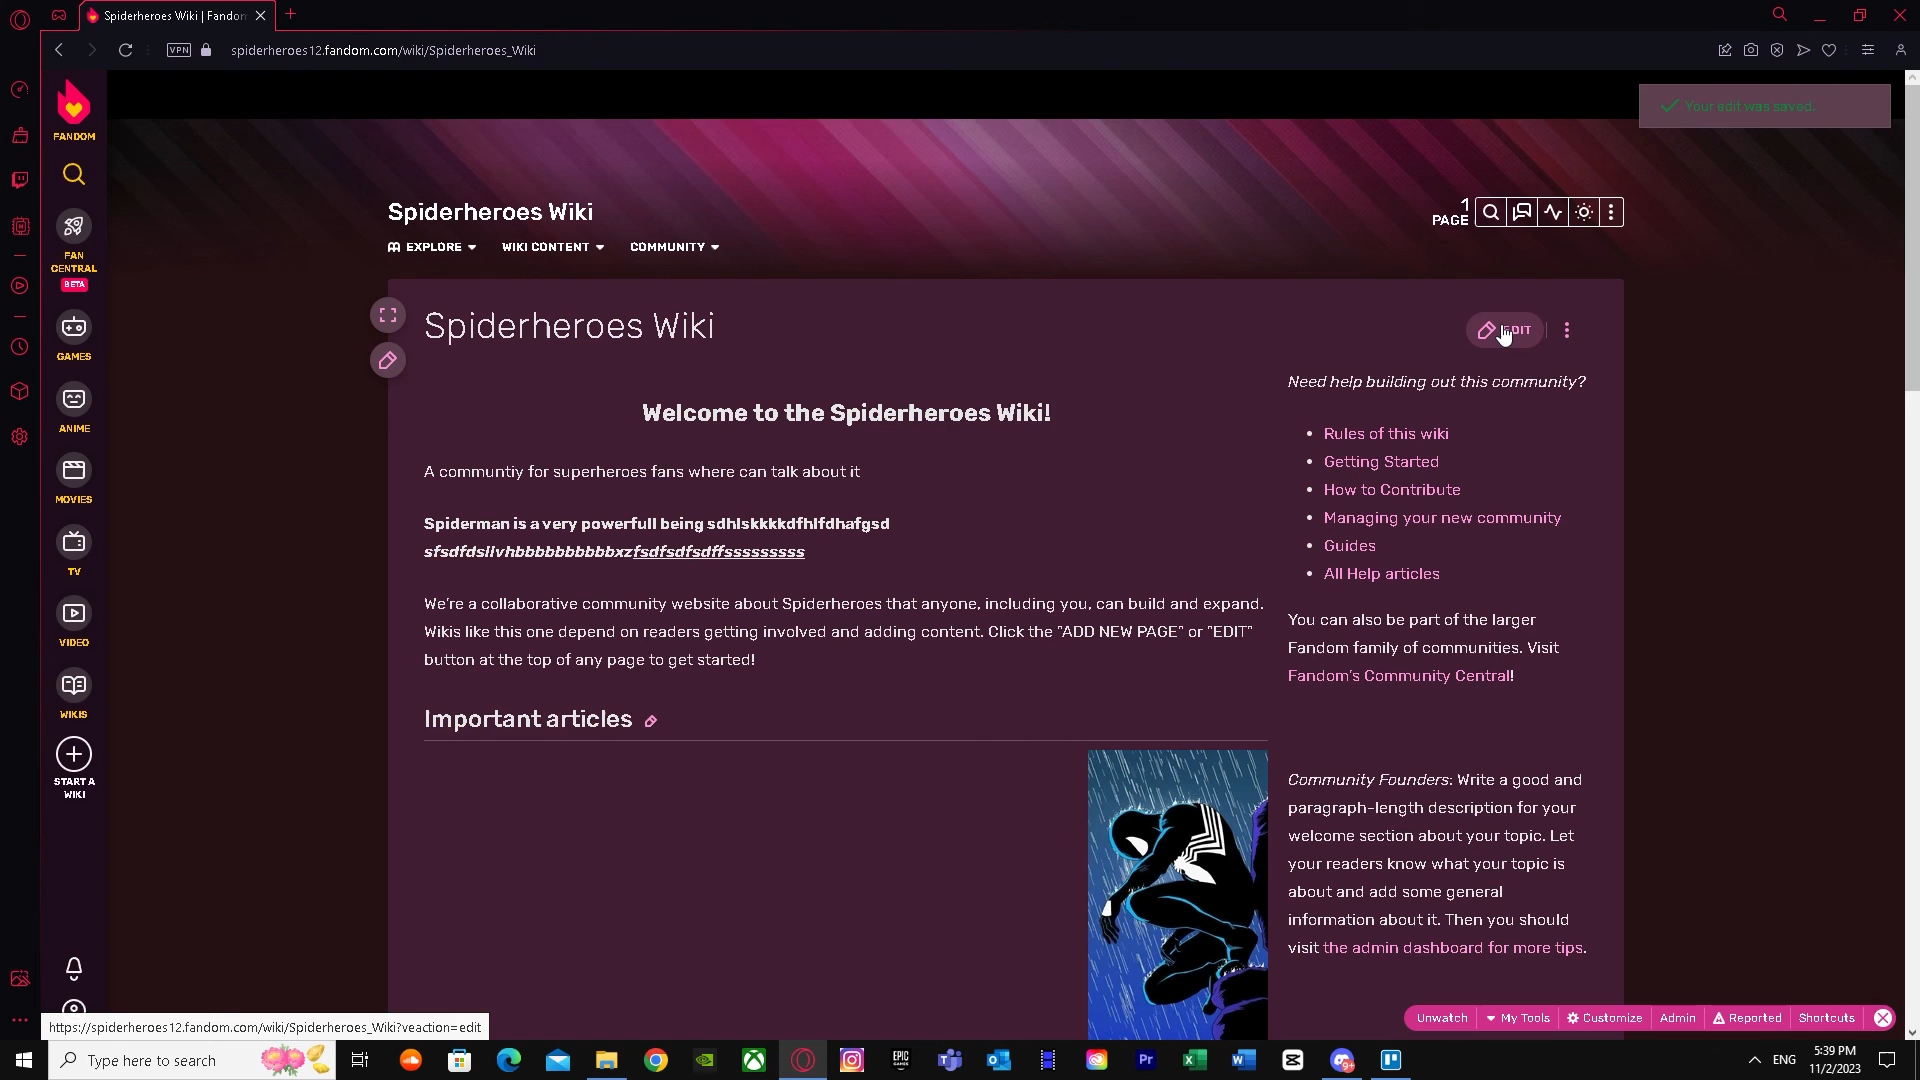 Spiderheroes Wiki | Fandom
VPN
spiderheroes12.fandom.com/wiki/Spiderheroes_Wiki
FANDOM
FAN
CENTRAL
BETA
GAMES
ANIME
MOVIES
TV
VIDEO
WIKIS
START A
WIKI
Your edit was saved.
Spiderheroes Wiki
1
PAGE
EXPLORE
WIKI CONTENT
COMMUNITY
Spiderheroes Wiki
EDIT
Welcome to the Spiderheroes Wiki!
A communtiy for superheroes fans where can talk about it
Spiderman is a very powerfull being sdhlskkkkdfhlfdhafgsd
sfsdfdsiivhbbbbbbbbbbxzfsdfsdfsdffsssssssss
We're a collaborative community website about Spiderheroes that anyone, including you, can build and expand.
Wikis like this one depend on readers getting involved and adding content. Click the "ADD NEW PAGE" or "EDIT"
button at the top of any page to get started!
Important articles
Need help building out this community?
Rules of this wiki
Getting Started
How to Contribute
Managing your new community
Guides
All Help articles
You can also be part of the larger
Fandom family of communities. Visit
Fandom's Community Central!
Community Founders: Write a good and
paragraph-length description for your
welcome section about your topic. Let
your readers know what your topic is
about and add some general
information about it. Then you should
visit the admin dashboard for more tips.
Unwatch
My Tools
Customize
Admin
Reported
Shortcuts
https://spiderheroes12.fandom.com/wiki/Spiderheroes_Wiki?veaction=edit
Type here to search
EPIC
GAMES
Pr
9+
ENG
5:39 PM
11/2/2023